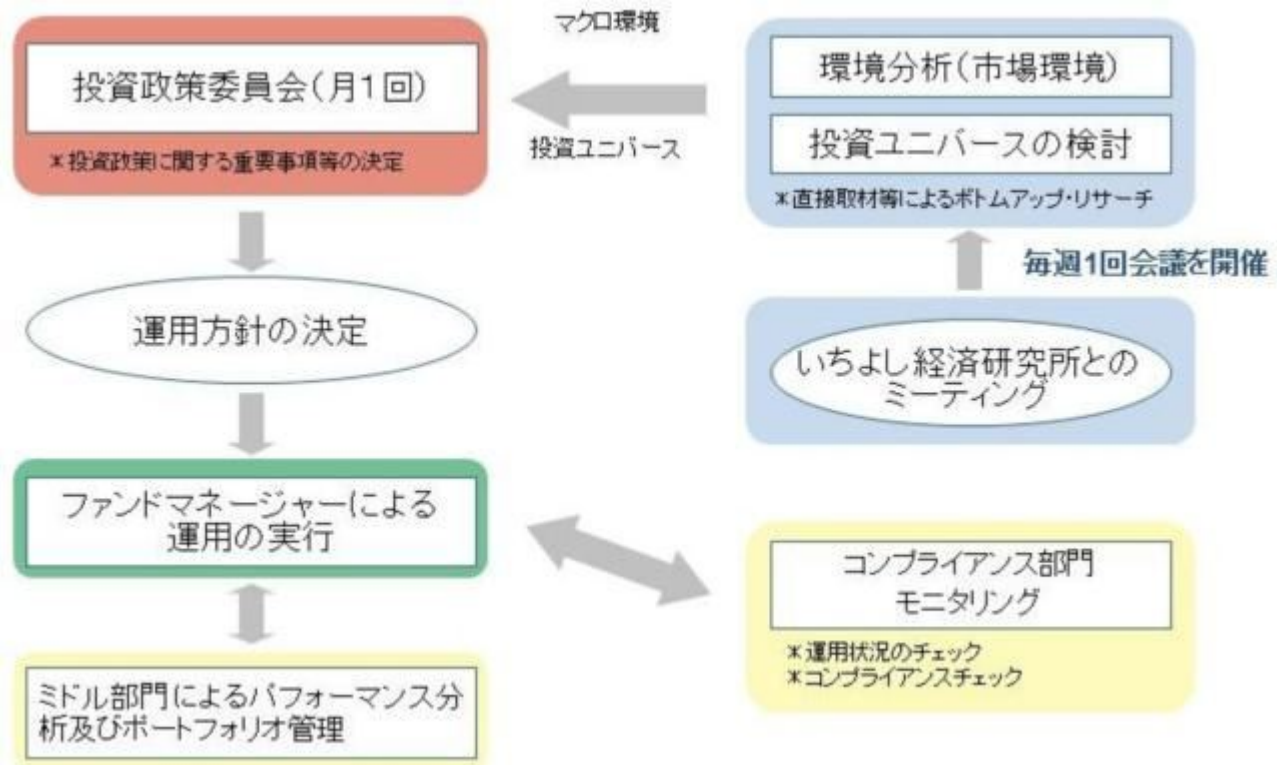 マクロ環境
投資政策委員会(月1回)
*投資政策に関する重要事項等の決定
投資ユニバース
環境分析(市場環境)
投資ユニバースの検討
*直接取材等によるボトムアップ・リサーチ
毎週1回会議を開催
いちよし経済研究所との
ミーティング
運用方針の決定
ファンドマネージャーによる
運用の実行
コンプライアンス部門
モニタリング
*運用状況のチェック
*コンプライアンスチェック
ミドル部門によるパフォーマンス分
析及びポートフォリオ管理